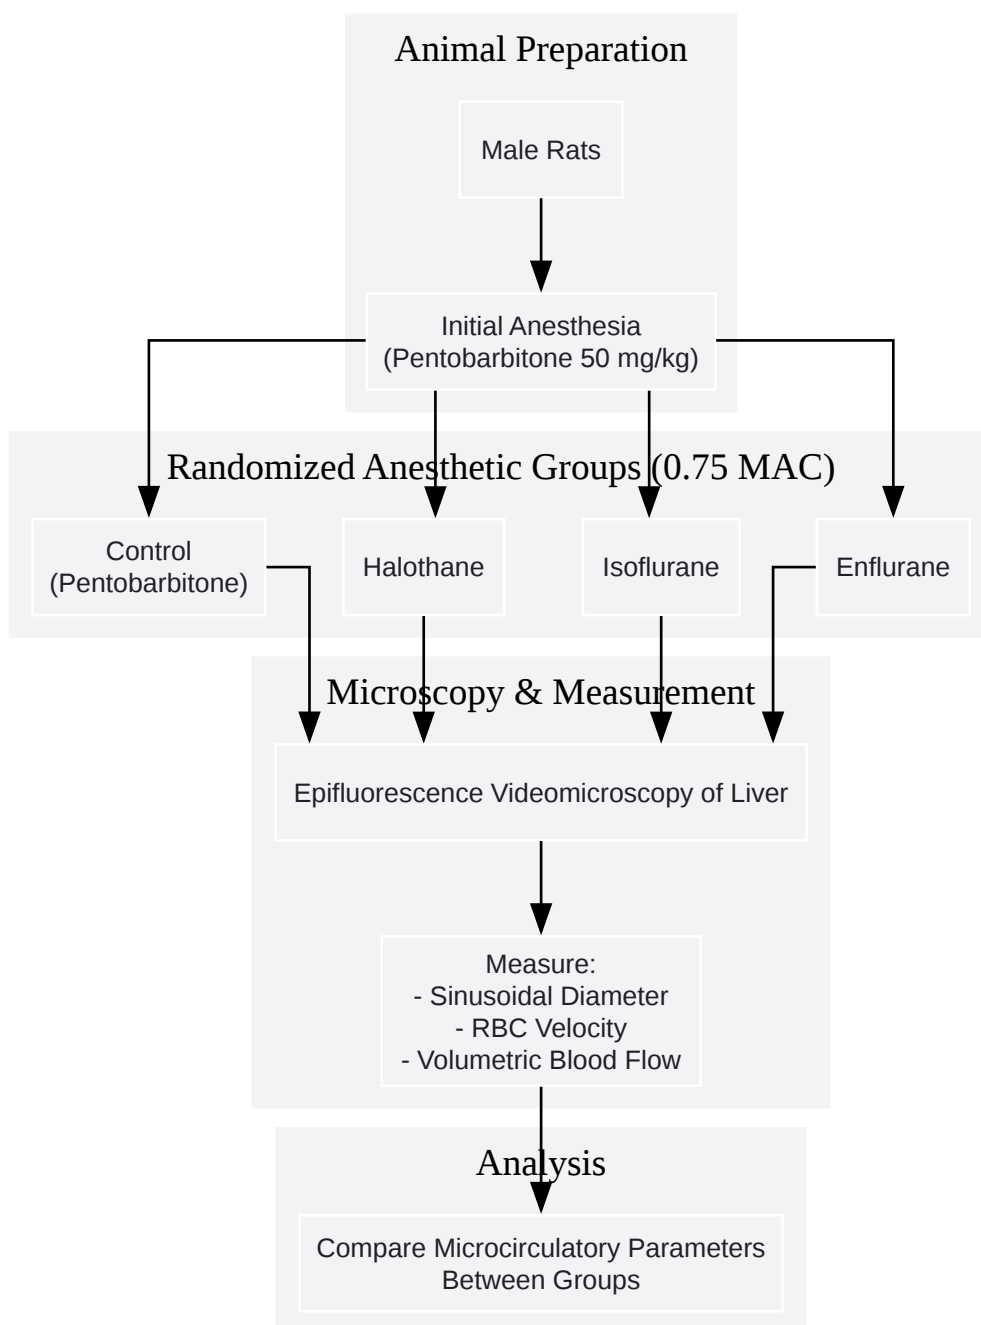 Animal Preparation
Male Rats
Initial Anesthesia
(Pentobarbitone 50 mg/kg)
Randomized Anesthetic Groups (0.75 MAC)
Control
(Pentobarbitone)
Halothane
Isoflurane
Enflurane
Microscopy & Measurement
Epifluorescence Videomicroscopy of Liver
Measure:
- Sinusoidal Diameter
- RBC Velocity
- Volumetric Blood Flow
Analysis
Compare Microcirculatory Parameters
Between Groups